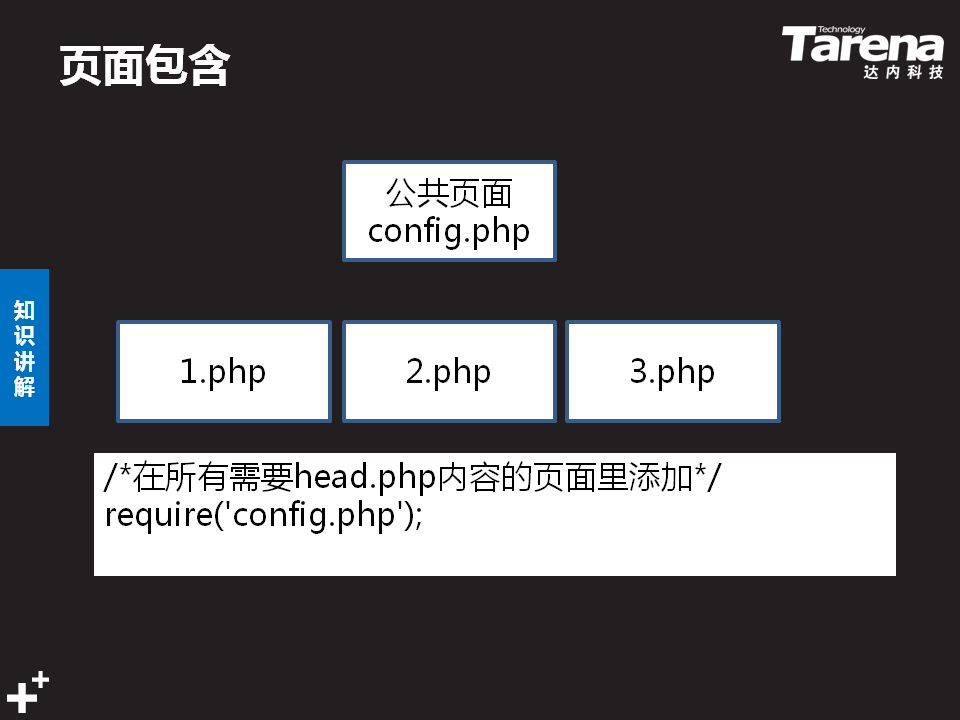 页面包含
Technology
Tarena
达内科技
公共页面
config.php
知识讲解
1.php
2.php
3.php
/*在所有需要head.php内容的页面里添加*/
require('config.php');